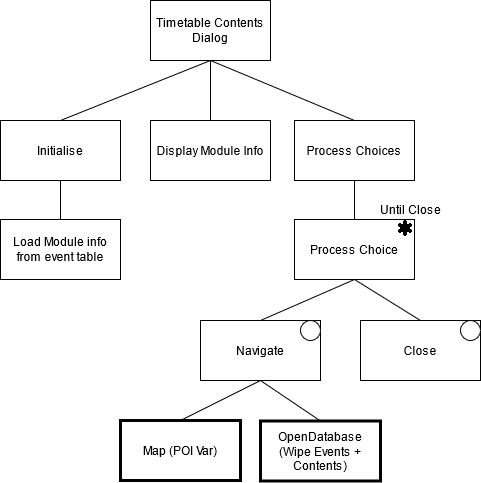 Timetable Contents
Dialog
Initialise
Display Module Info
Process Choices
Until Close
Load Module info
from event table
Process Choice
Navigate
Close
Map (POI Var)
OpenDatabase
(Wipe Events +
Contents)